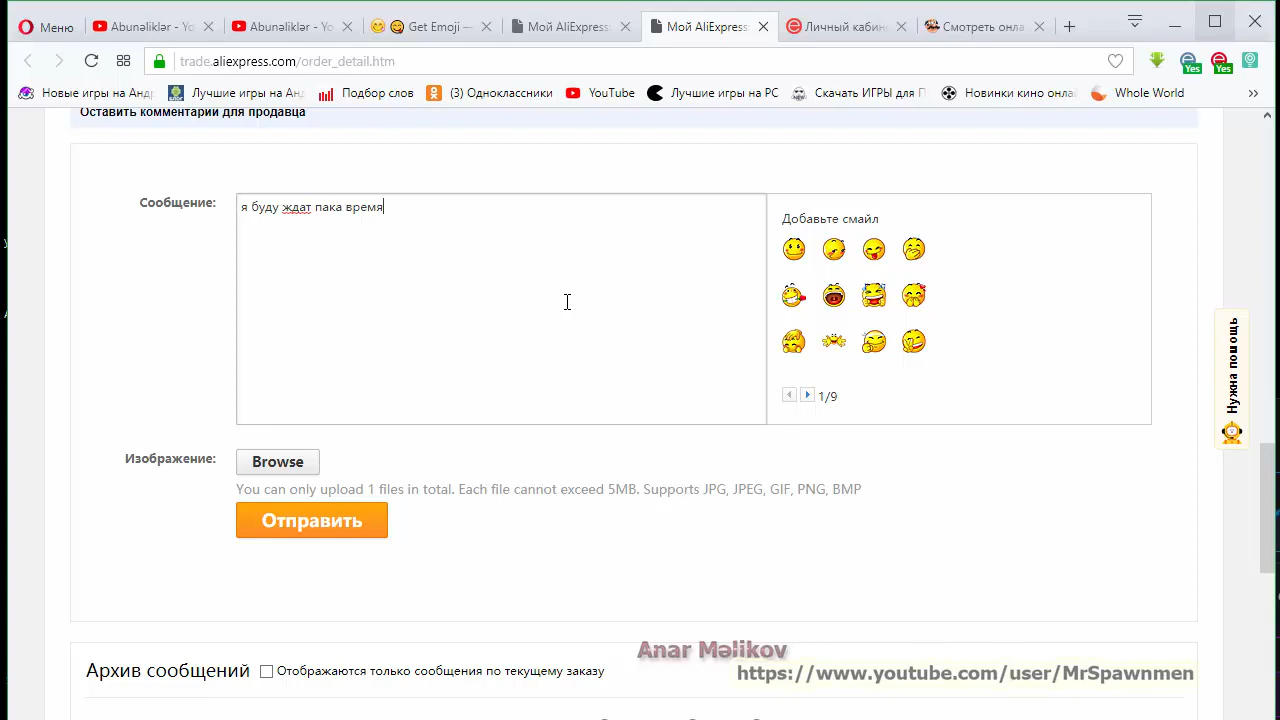 Меню
Abunəliklər - Yo
Abunəliklər - Yo
Get Emoji
Мой AliExpress:
Мой AliExpress:
Личный кабине
Смотреть онла
trade.aliexpress.com/order_detail.htm
Yes
Yes
Новые игры на Андр
Лучшие игры на Анд
Подбор слов
(3) Одноклассники
YouTube
Лучшие игры на PC
Скачать ИГРЫ для П
Новинки кино онла
Whole World
Оставить комментарий для продавца
Сообщение:
я буду ждат пака время
Добавьте смайл
1/9
Нужна помощь
Изображение:
Browse
You can only upload 1 files in total. Each file cannot exceed 5MB. Supports JPG, JPEG, GIF, PNG, BMP
Отправить
Anar Məlikov
Архив сообщений
Отображаются только сообщения по текущему заказу
https://www.youtube.com/user/MrSpawnmen